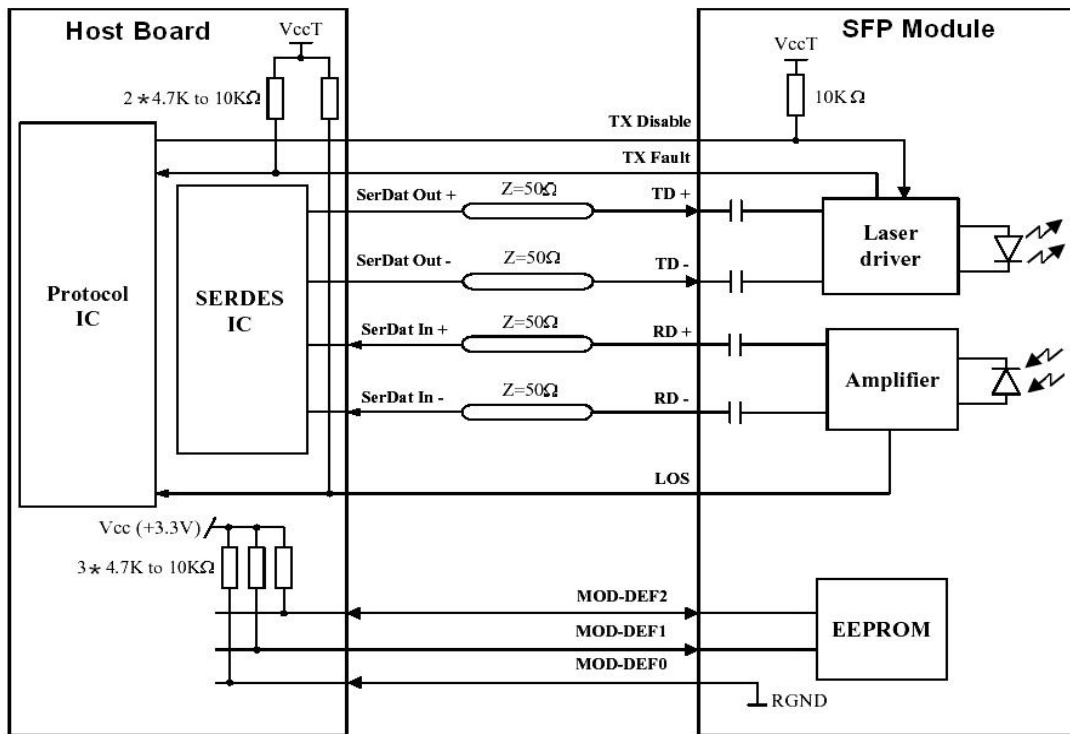 Host Board
VccT
2 * 4.7K to 10KΩ
Protocol
IC
SERDES
IC
SFP Module
VccT
10K Ω
TX Disable
TX Fault
SerDat Out +
Z=50Ω
TD +
SerDat Out -
Z=50Ω
TD -
Laser
driver
SerDat In +
Z=50Ω
RD +
SerDat In -
Z=50Ω
RD -
Amplifier
LOS
Vcc (+3.3V)
3 * 4.7K to 10KΩ
MOD-DEF2
MOD-DEF1
MOD-DEF0
EEPROM
RGND